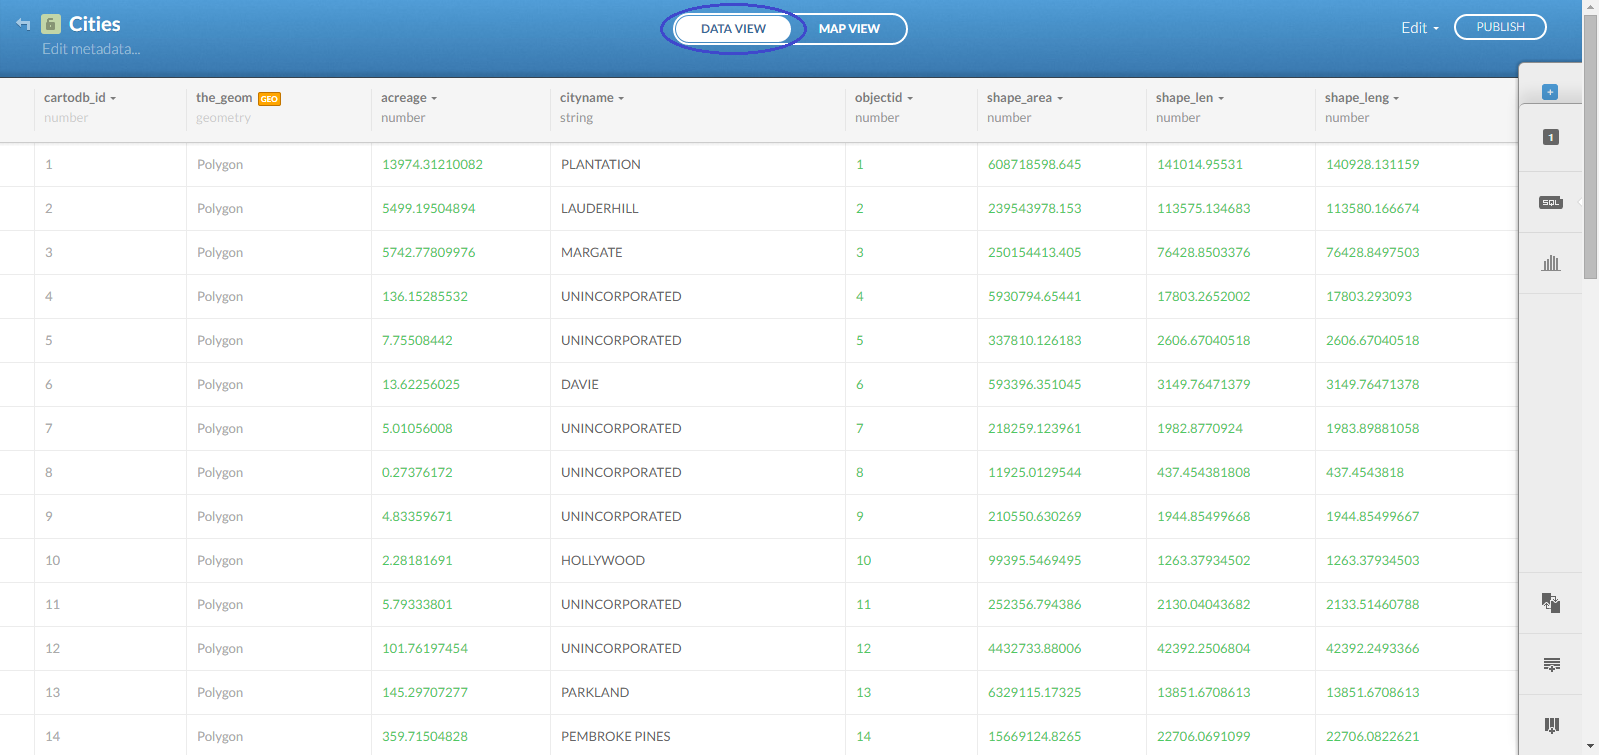 Cities
Edit metadata...
DATA VIEW MAP VIEW
Edit PUBLISH
cartodb_id the_geom GEO acreage cityname objectid shape_area shape_len shape_leng
number geometry number string number number number number
1 Polygon 13974.31210082 PLANTATION 1 608718598.645 141014.95531 140928.131159
2 Polygon 5499.19504894 LAUDERHILL 2 239543978.153 113575.134683 113580.166674
3 Polygon 5742.77809976 MARGATE 3 250154413.405 76428.8503376 76428.8497503
4 Polygon 136.15285532 UNINCORPORATED 4 5930794.65441 17803.2652002 17803.293093
5 Polygon 7.75508442 UNINCORPORATED 5 337810.126183 2606.67040518 2606.67040518
6 Polygon 13.62256025 DAVIE 6 593396.351045 3149.76471379 3149.76471378
7 Polygon 5.01056008 UNINCORPORATED 7 218259.123961 1982.8770924 1983.89881058
8 Polygon 0.27376172 UNINCORPORATED 8 11925.0129544 437.454381808 437.4543818
9 Polygon 4.83359671 UNINCORPORATED 9 210550.630269 1944.85499668 1944.85499667
10 Polygon 2.28181691 HOLLYWOOD 10 99395.5469495 1263.37934502 1263.37934503
11 Polygon 5.79333801 UNINCORPORATED 11 252356.794386 2130.04043682 2133.51460788
12 Polygon 101.76197454 UNINCORPORATED 12 4432733.88006 42392.2506804 42392.2493366
13 Polygon 145.29707277 PARKLAND 13 6329115.17325 13851.6708613 13851.6708613
14 Polygon 359.71504828 PEMBROKE PINES 14 15669124.8265 22706.0691099 22706.0822621
1
SQL